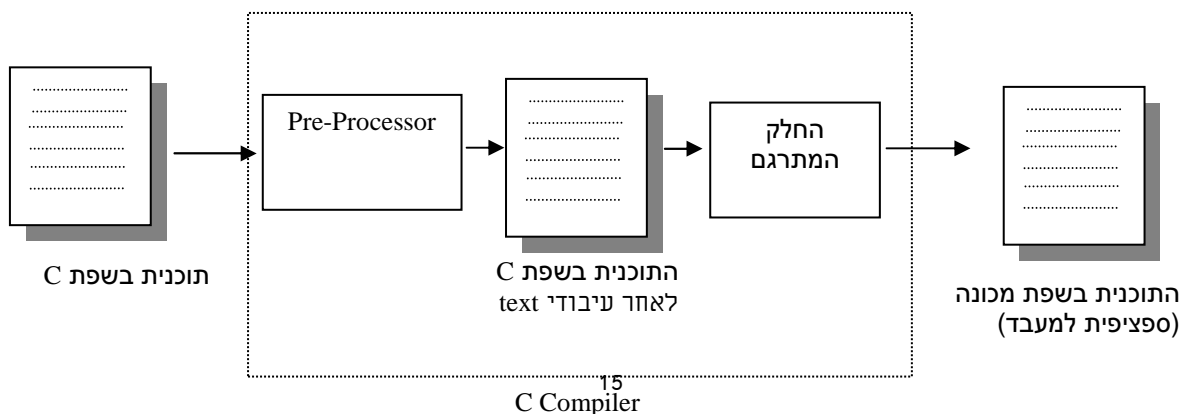 Pre-Processor
החלק
המתרגם
תוכנית בשפת C
התוכנית בשפת C
לאחר עיבודי text
התוכנית בשפת מכונה
(ספציפית למעבד)
15
C Compiler